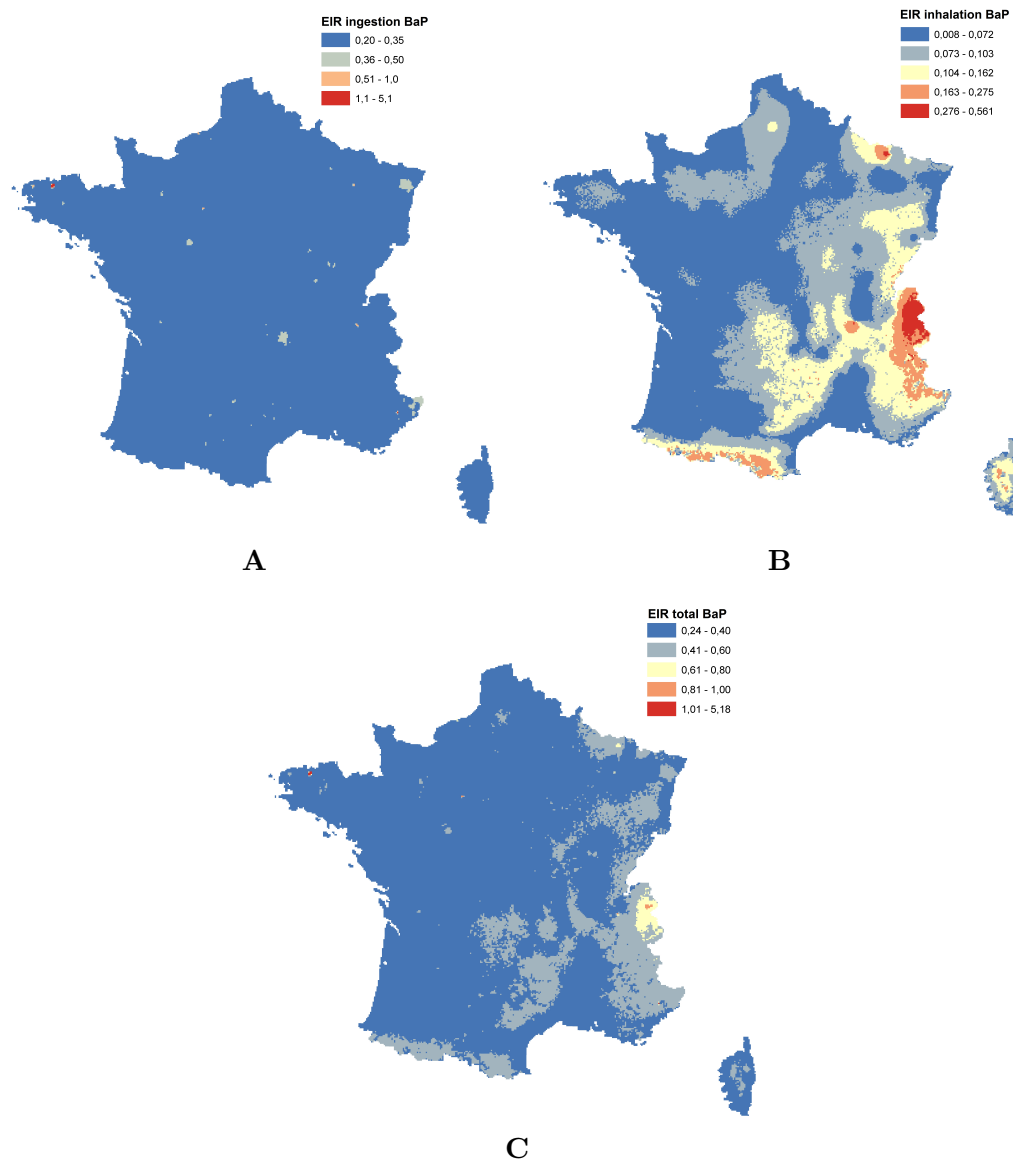 EIR ingestion BaP
0,20 - 0,35
0,36 - 0,50
0,51 - 1,0
1,1 - 5,1
EIR inhalation BaP
0,008 - 0,072
0,073 - 0,103
0,104 - 0,162
0,163 - 0,275
0,276 - 0,561
A
B
EIR total BaP
0,24 - 0,40
0,41 - 0,60
0,61 - 0,80
0,81 - 1,00
1,01 - 5,18
C